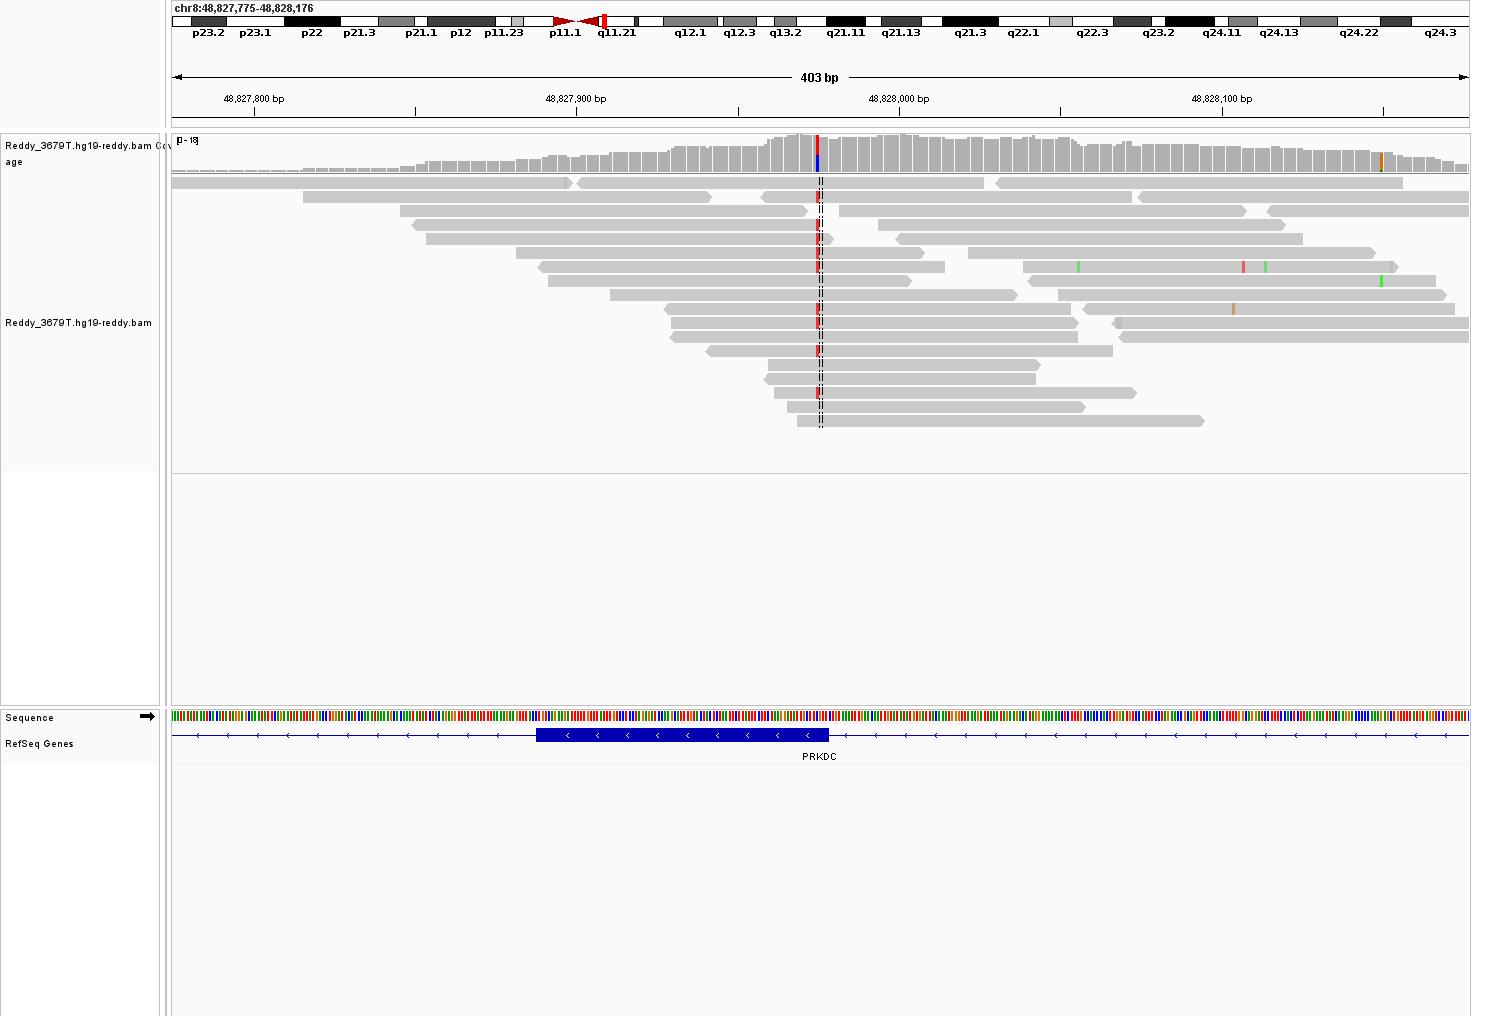 chr8:48,827,775-48,828,176
p23.2 p23.1 p22 p21.3 p21.1 p12 p11.23 p11.1 q11.21 q12.1 q12.3 q13.2 q21.11 q21.13 q21.3 q22.1 q22.3 q23.2 q24.11 q24.13 q24.22 q24.3
403 bp
48,827,800 bp 48,827,900 bp 48,828,000 bp 48,828,100 bp
Reddy_3679T.hg19-reddy.bam Cov
age
[0 - 18]
Reddy_3679T.hg19-reddy.bam
Sequence
RefSeq Genes
PRKDC